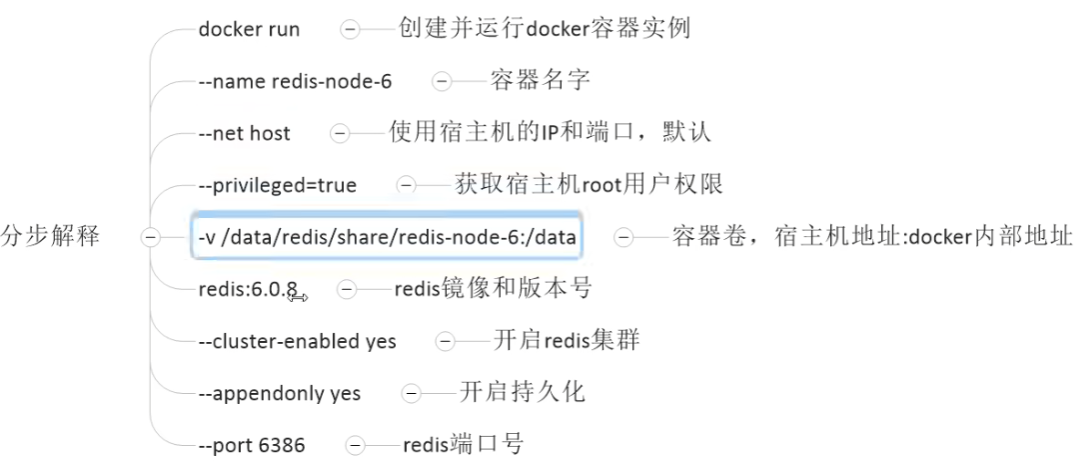 docker run 创建并运行docker容器实例
--name redis-node-6 容器名字
--net host 使用宿主机的IP和端口，默认
--privileged=true 获取宿主机root用户权限
分步解释 -v /data/redis/share/redis-node-6:/data 容器卷，宿主机地址:docker内部地址
redis:6.0.8 redis镜像和版本号
--cluster-enabled yes 开启redis集群
--appendonly yes 开启持久化
--port 6386 redis端口号